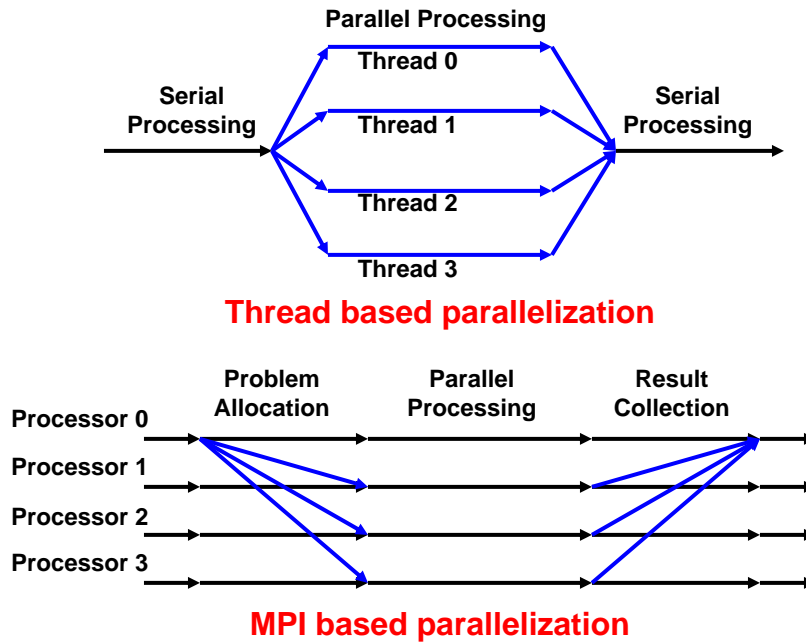 Parallel Processing
Thread 0
Serial
Processing
Thread 1
Serial
Processing
Thread 2
Thread 3
Thread based parallelization
Problem
Allocation
Parallel
Processing
Result
Collection
Processor 0
Processor 1
Processor 2
Processor 3
MPI based parallelization